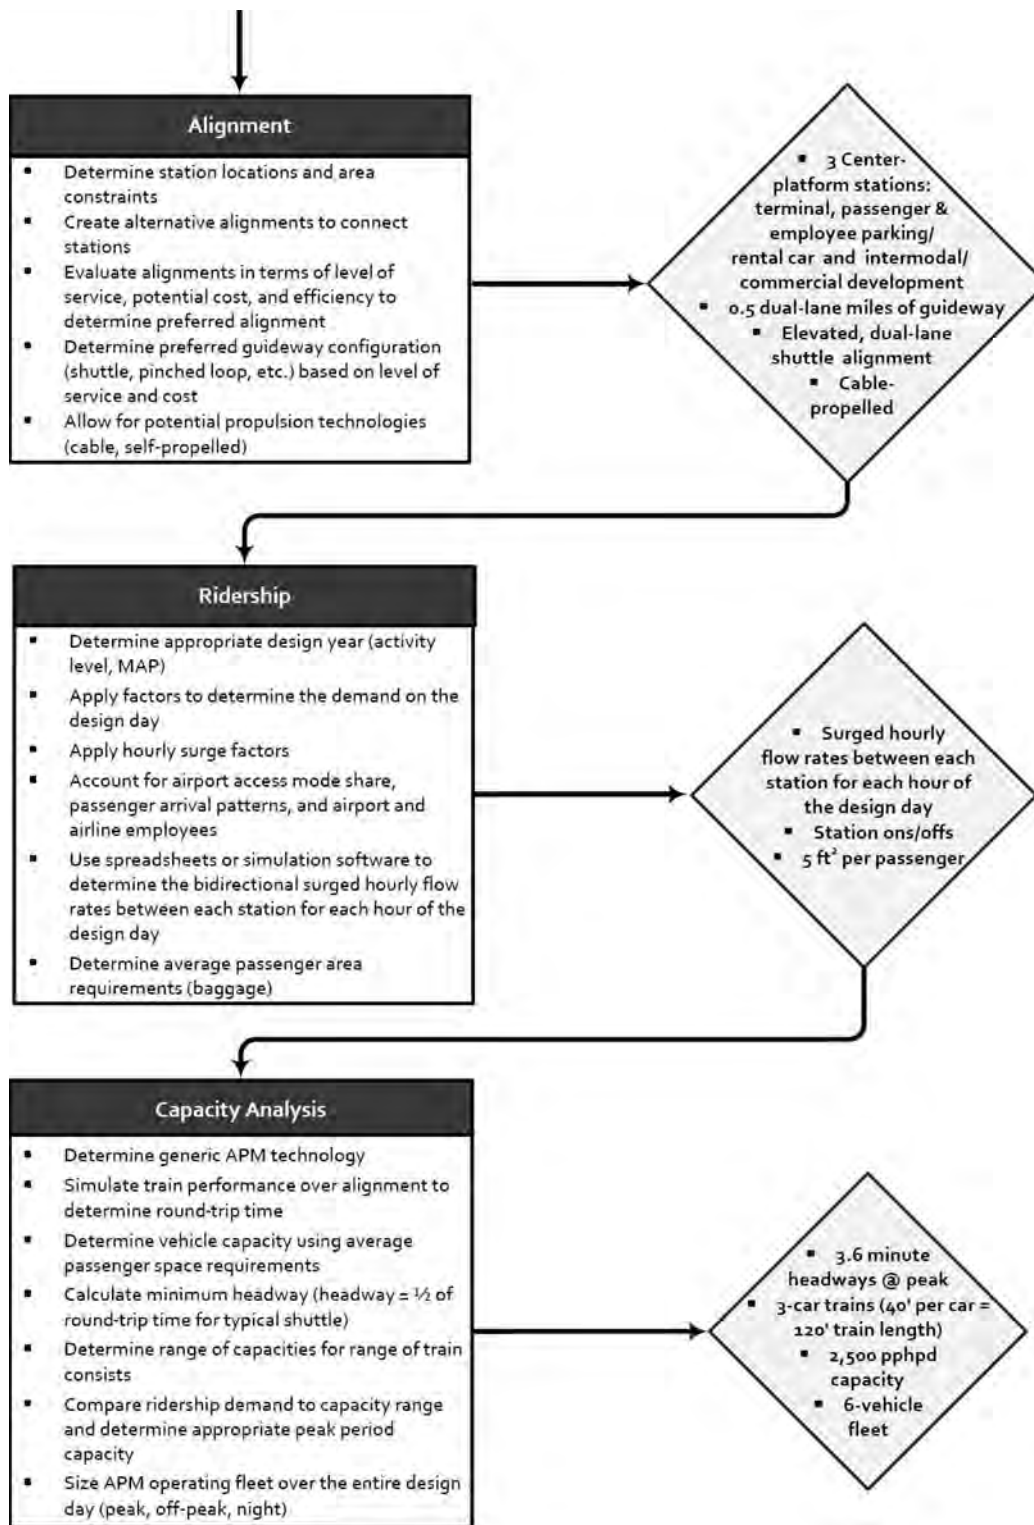 Alignment
▪ Determine station locations and area
constraints
▪ Create alternative alignments to connect
stations
▪ Evaluate alignments in terms of level of
service, potential cost, and efficiency to
determine preferred alignment
▪ Determine preferred guideway configuration
(shuttle, pinched loop, etc.) based on level of
service and cost
▪ Allow for potential propulsion technologies
(cable, self-propelled)
▪ 3 Center-
platform stations:
terminal, passenger &
employee parking/
rental car and intermodal/
commercial development
▪ 0.5 dual-lane miles of guideway
▪ Elevated, dual-lane
shuttle alignment
▪ Cable-
propelled
Ridership
▪ Determine appropriate design year (activity
level, MAP)
▪ Apply factors to determine the demand on the
design day
▪ Apply hourly surge factors
▪ Account for airport access mode share,
passenger arrival patterns, and airport and
airline employees
▪ Use spreadsheets or simulation software to
determine the bidirectional surged hourly flow
rates between each station for each hour of the
design day
▪ Determine average passenger area
requirements (baggage)
▪ Surged hourly
flow rates between each
station for each hour of
the design day
▪ Station ons/offs
▪ 5 ft² per passenger
Capacity Analysis
▪ Determine generic APM technology
▪ Simulate train performance over alignment to
determine round-trip time
▪ Determine vehicle capacity using average
passenger space requirements
▪ Calculate minimum headway (headway = ½ of
round-trip time for typical shuttle)
▪ Determine range of capacities for range of train
consists
▪ Compare ridership demand to capacity range
and determine appropriate peak period
capacity
▪ Size APM operating fleet over the entire design
day (peak, off-peak, night)
▪ 3.6 minute
headways @ peak
▪ 3-car trains (40' per car =
120' train length)
▪ 2,500 pphpd
capacity
▪ 6-vehicle
fleet